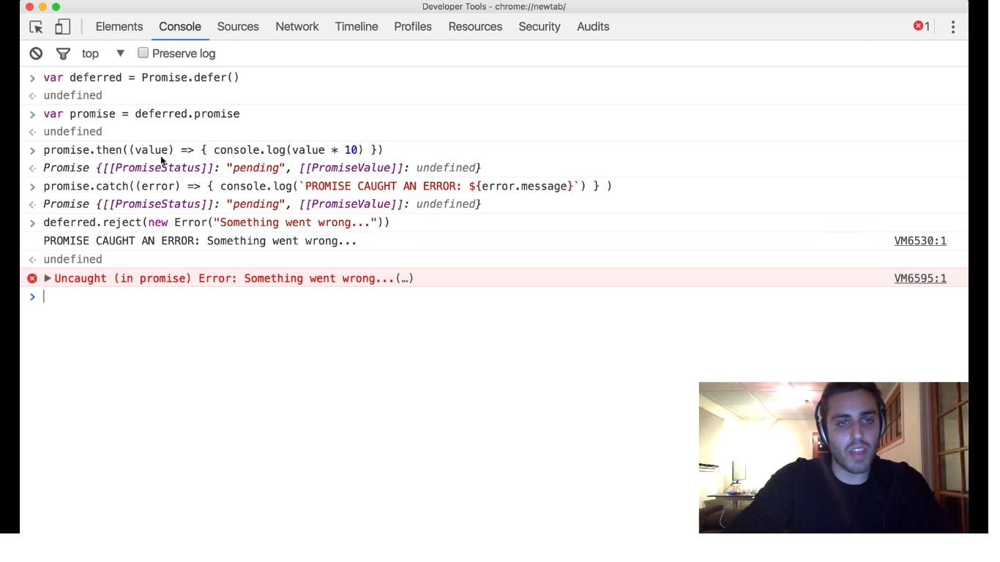 Developer Tools - chrome://newtab/
Elements Console Sources Network Timeline Profiles Resources Security Audits 1
top Preserve log
> var deferred = Promise.defer()
undefined
> var promise = deferred.promise
undefined
> promise.then((value) => { console.log(value * 10) })
Promise {[[PromiseStatus]]: "pending", [[PromiseValue]]: undefined}
> promise.catch((error) => { console.log(`PROMISE CAUGHT AN ERROR: ${error.message}`) } )
Promise {[[PromiseStatus]]: "pending", [[PromiseValue]]: undefined}
> deferred.reject(new Error("Something went wrong..."))
PROMISE CAUGHT AN ERROR: Something went wrong... VM6530:1
undefined
Uncaught (in promise) Error: Something went wrong...(…) VM6595:1
>